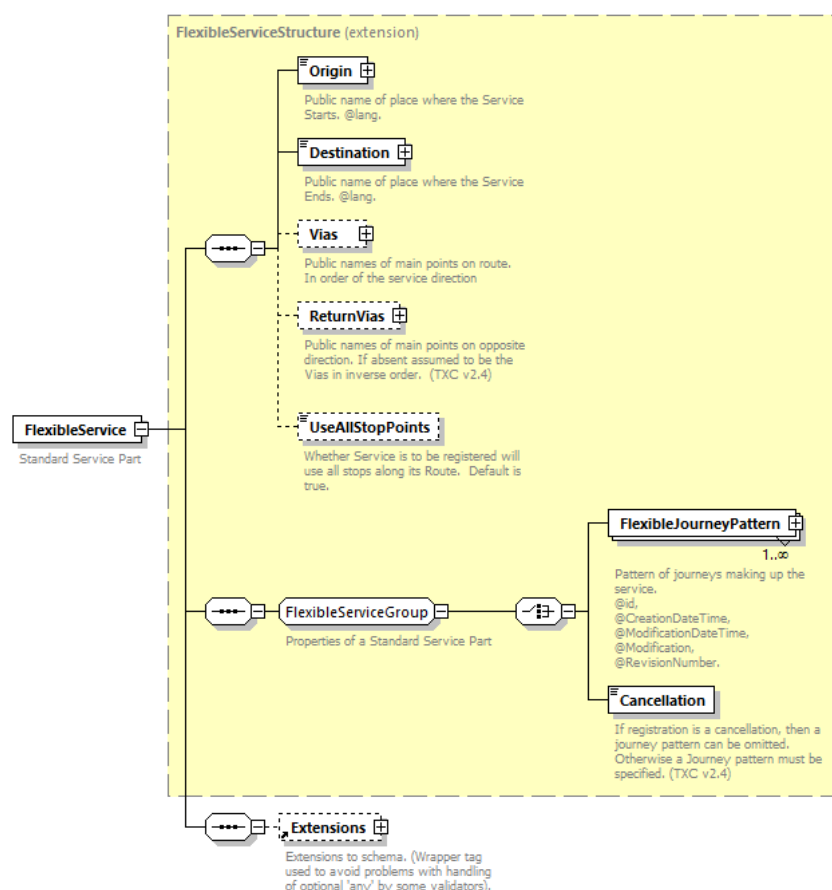 FlexibleServiceStructure (extension)
Origin
Public name of place where the Service
Starts. @lang.
Destination
Public name of place where the Service
Ends. @lang.
Vias
Public names of main points on route.
In order of the service direction
ReturnVias
Public names of main points on opposite
direction. If absent assumed to be the
Vias in inverse order. (TXC v2.4)
UseAllStopPoints
Whether Service is to be registered will
use all stops along its Route. Default is
true.
FlexibleService
Standard Service Part
FlexibleServiceGroup
Properties of a Standard Service Part
FlexibleJourneyPattern
1..∞
Pattern of journeys making up the
service.
@id,
@CreationDateTime,
@ModificationDateTime,
@Modification,
@RevisionNumber.
Cancellation
If registration is a cancellation, then a
journey pattern can be omitted.
Otherwise a Journey pattern must be
specified. (TXC v2.4)
Extensions
Extensions to schema. (Wrapper tag
used to avoid problems with handling
of optional 'any' by some validators).